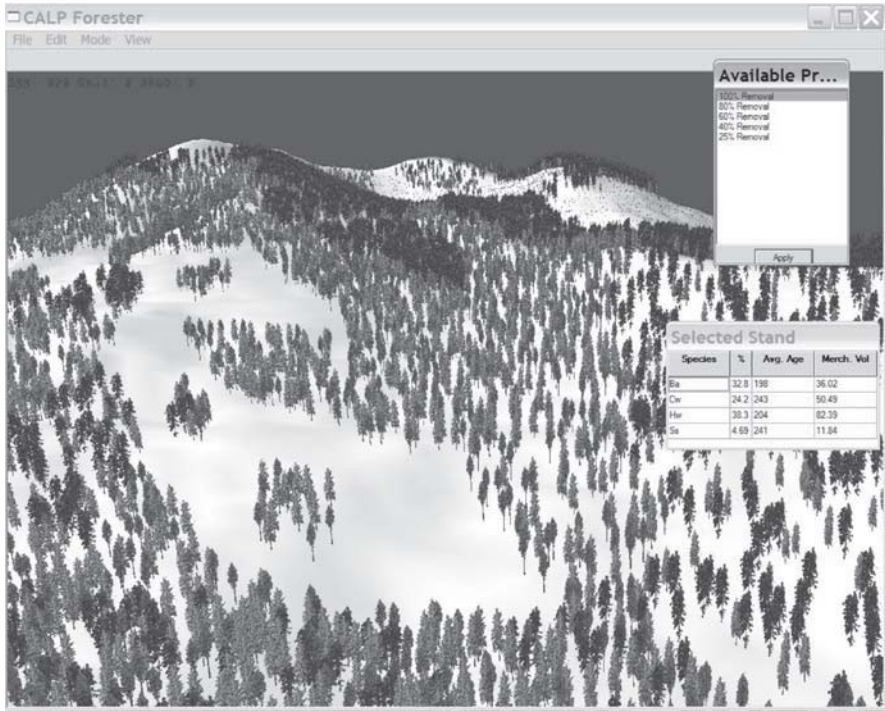 CALP Forester
File Edit Mode View
Available Pr...
100% Removal
80% Removal
60% Removal
40% Removal
25% Removal
Apply
Selected Stand
Species % Avg. Age Merch. Vol
Ba 32.8 198 36.02
Cw 24.2 243 50.49
Hw 38.3 204 82.39
Ss 4.69 241 11.84